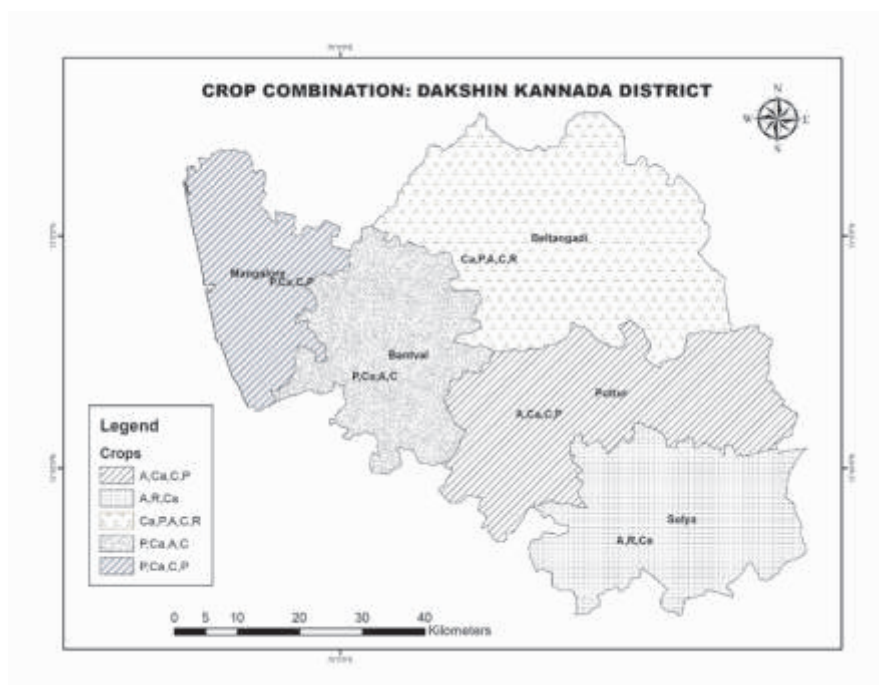 CROP COMBINATION: DAKSHIN KANNADA DISTRICT
N
W
E
S
Beltangadi
Ca,P,A,C,R
Mangalore
P,Ca,C,P
Bantval
P,Ca,A,C
Puttur
A,Ca,C,P
Sulya
A,R,Ca
Legend
Crops
A,Ca,C,P
A,R,Ca
Ca,P,A,C,R
P,Ca,A,C
P,Ca,C,P
0 5 10 20 30 40
Kilometers